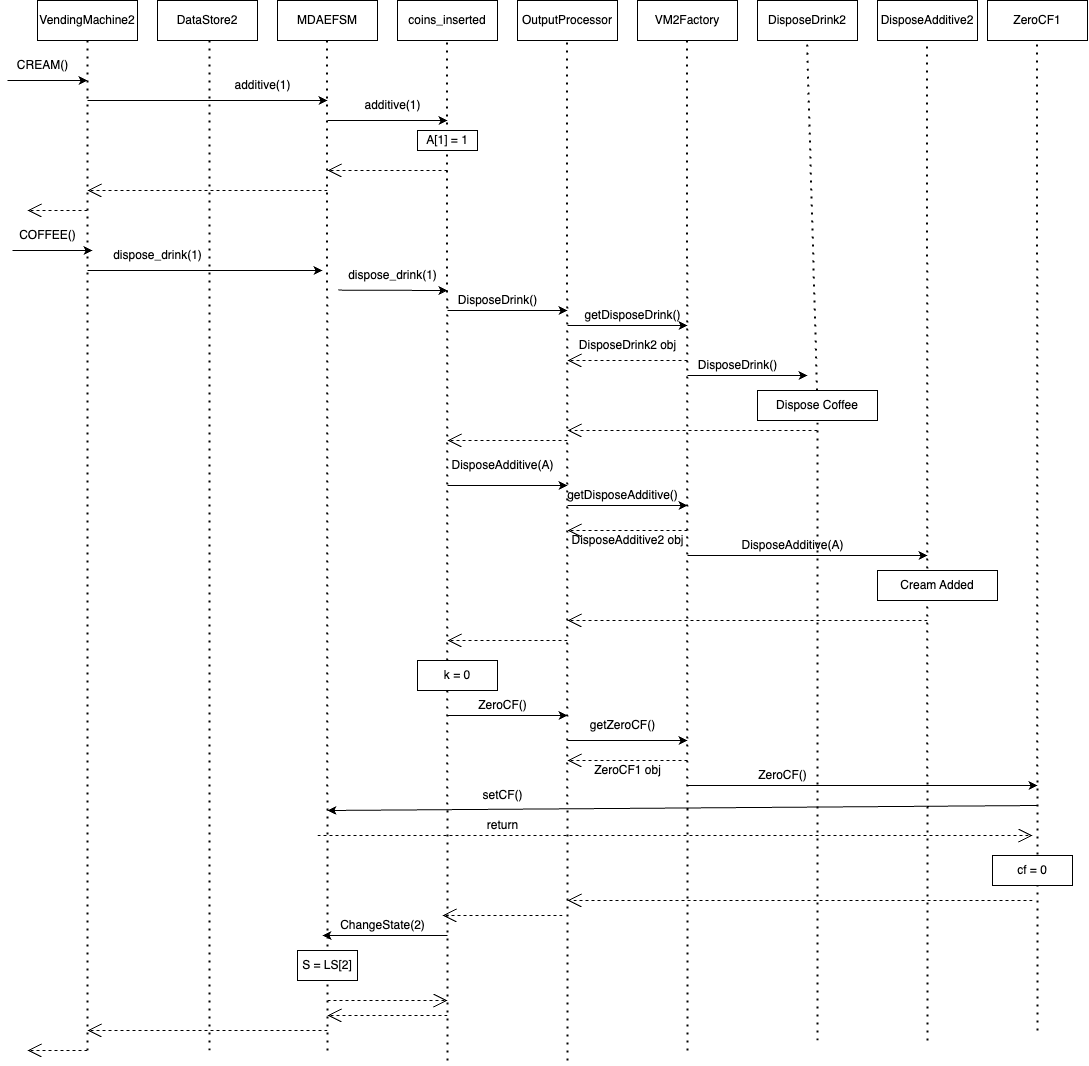 VendingMachine2
DataStore2
MDAEFSM
coins_inserted
OutputProcessor
VM2Factory
DisposeDrink2
DisposeAdditive2
ZeroCF1
CREAM()
additive(1)
additive(1)
A[1] = 1
COFFEE()
dispose_drink(1)
dispose_drink(1)
DisposeDrink()
getDisposeDrink()
DisposeDrink2 obj
DisposeDrink()
Dispose Coffee
DisposeAdditive(A)
getDisposeAdditive()
DisposeAdditive2 obj
DisposeAdditive(A)
Cream Added
k = 0
ZeroCF()
getZeroCF()
ZeroCF1 obj
ZeroCF()
setCF()
return
cf = 0
ChangeState(2)
S = LS[2]